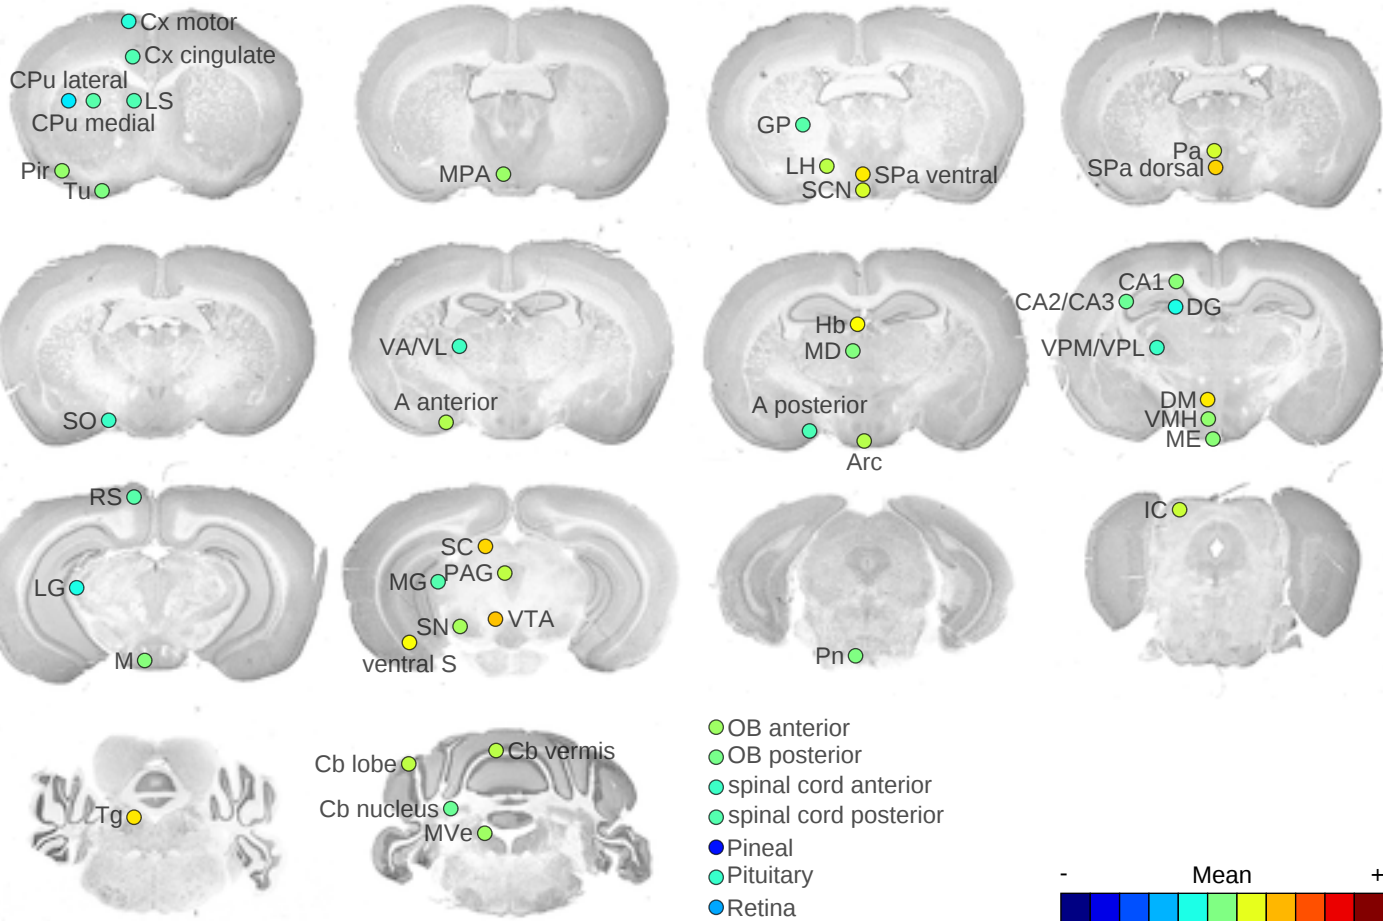 Cx motor
Cx cingulate
CPu lateral
LS
CPu medial
Pir
Tu
MPA
GP
LH
SPa ventral
SCN
Pa
SPa dorsal
SO
VA/VL
A anterior
Hb
MD
A posterior
Arc
CA1
CA2/CA3
DG
VPM/VPL
DM
VMH
ME
RS
LG
M
SC
PAG
MG
VTA
SN
ventral S
Pn
IC
Tg
Cb lobe
Cb vermis
Cb nucleus
MVe
OB anterior
OB posterior
spinal cord anterior
spinal cord posterior
Pineal
Pituitary
Retina
- Mean +